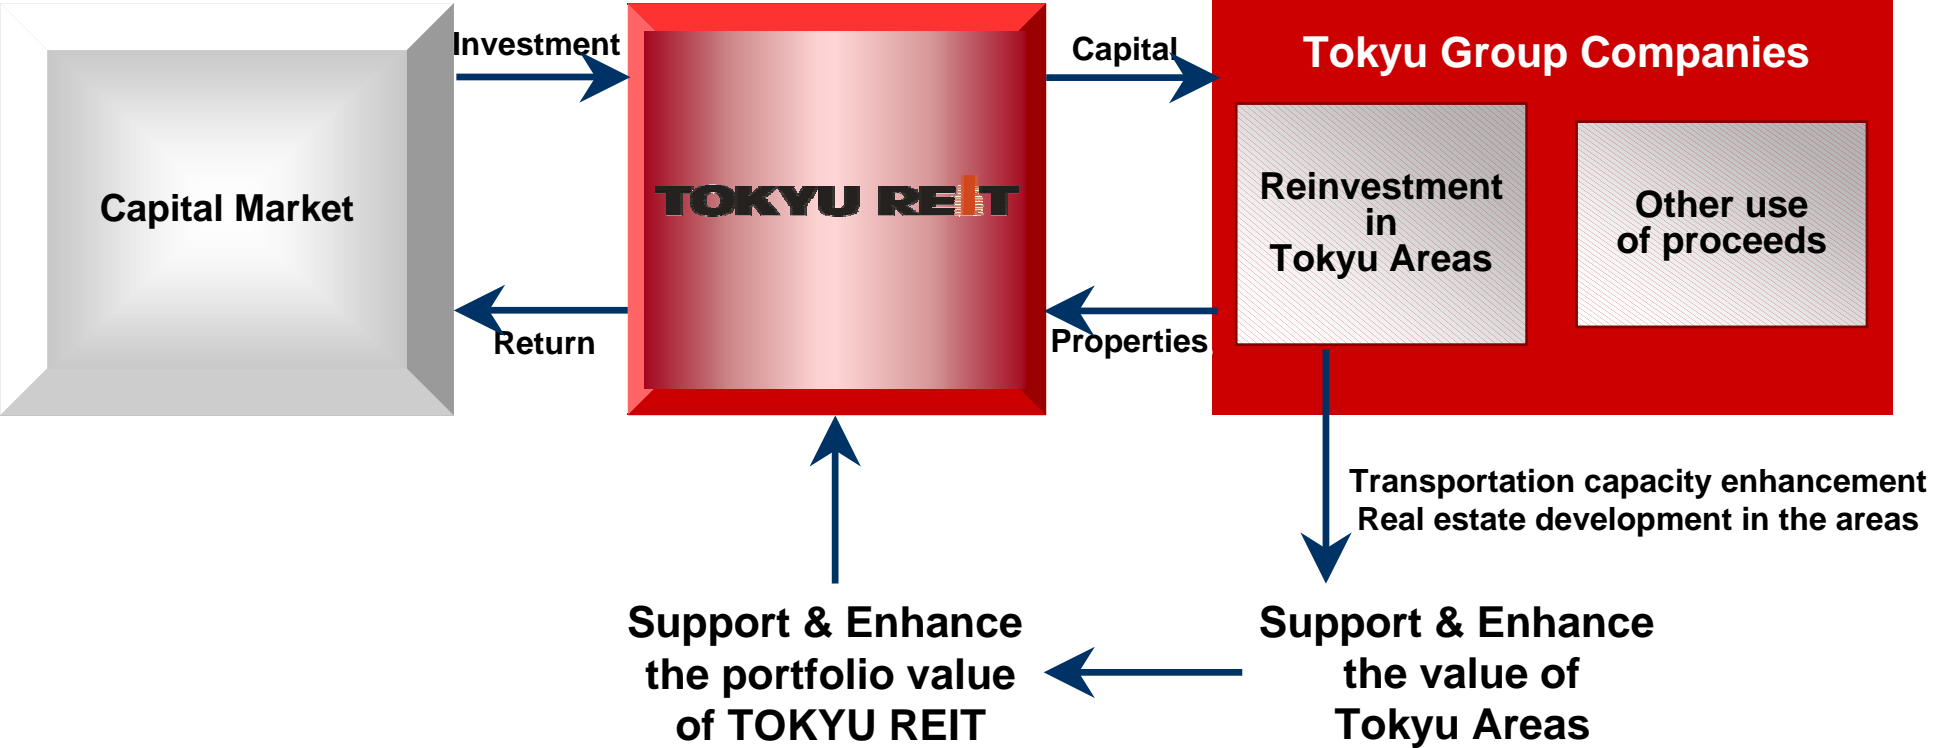 Investment
Capital
Tokyu Group Companies
Capital Market
TOKYU REIT
Reinvestment
in
Tokyu Areas
Other use
of proceeds
Return
Properties
Transportation capacity enhancement
Real estate development in the areas
Support & Enhance
the portfolio value
of TOKYU REIT
Support & Enhance
the value of
Tokyu Areas